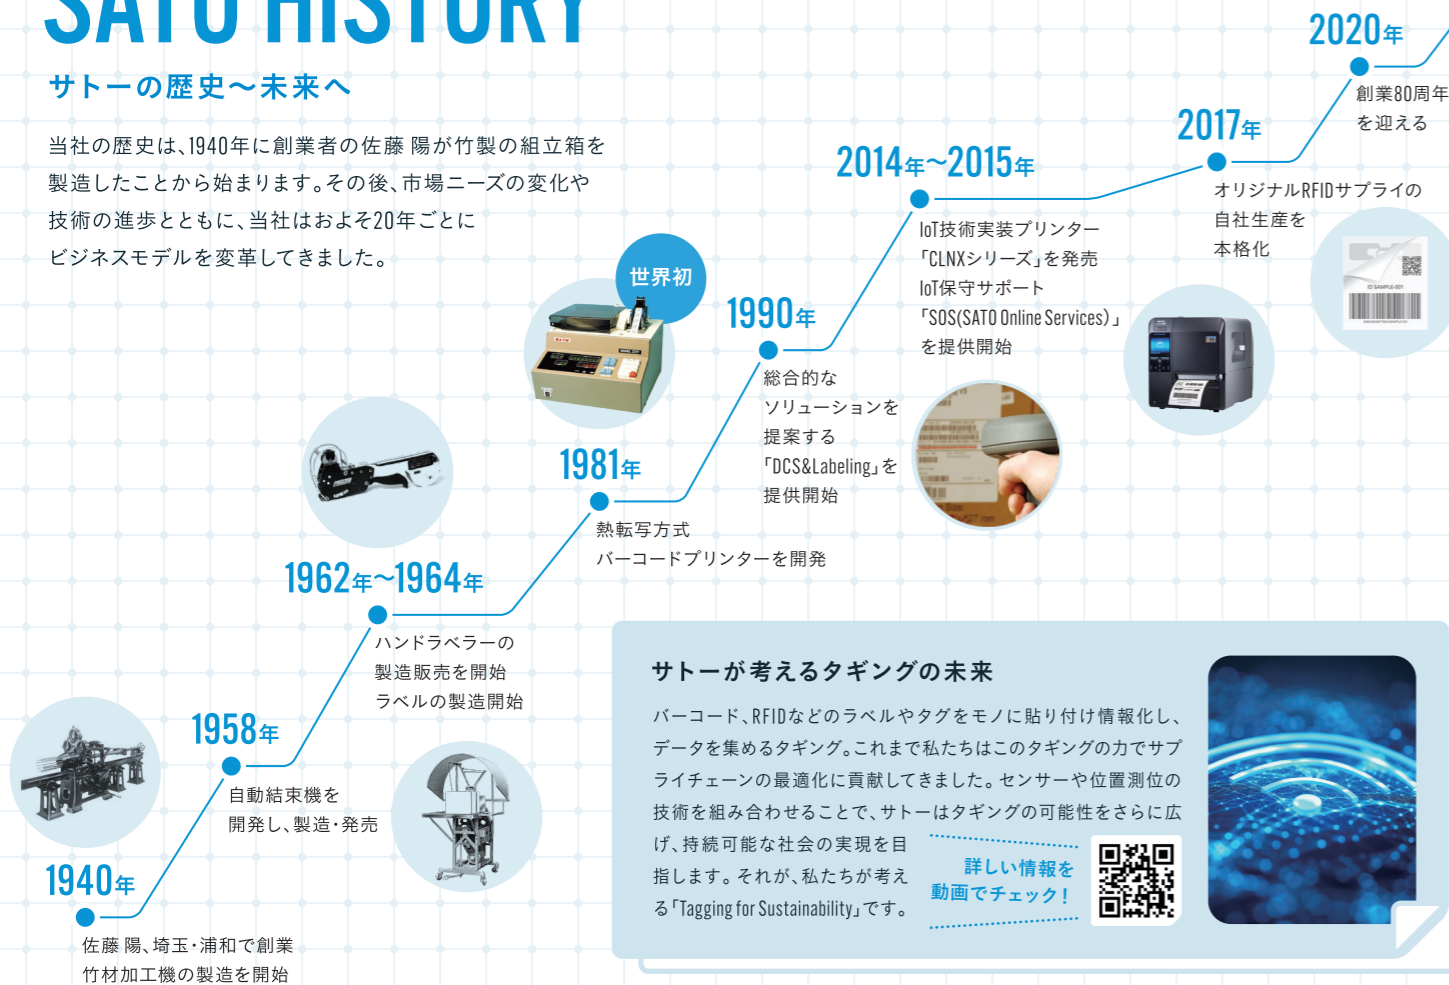 SATO HISTORY
サトーの歴史〜未来へ
当社の歴史は、1940年に創業者の佐藤 陽が竹製の組立箱を
製造したことから始まります。その後、市場ニーズの変化や
技術の進歩とともに、当社はおよそ20年ごとに
ビジネスモデルを変革してきました。
2020年
創業80周年
を迎える
2017年
オリジナルRFIDサプライの
自社生産を
本格化
ID SAMPLE-001
2014年〜2015年
IoT技術実装プリンター
「CLNXシリーズ」を発売
IoT保守サポート
「SOS(SATO Online Services)」
を提供開始
世界初
1990年
総合的な
ソリューションを
提案する
「DCS&Labeling」を
提供開始
1981年
熱転写方式
バーコードプリンターを開発
1962年〜1964年
ハンドラベラーの
製造販売を開始
ラベルの製造開始
1958年
自動結束機を
開発し、製造・発売
1940年
佐藤 陽、埼玉・浦和で創業
竹材加工機の製造を開始
サトーが考えるタギングの未来
バーコード、RFIDなどのラベルやタグをモノに貼り付け情報化し、
データを集めるタギング。これまで私たちはこのタギングの力でサプ
ライチェーンの最適化に貢献してきました。センサーや位置測位の
技術を組み合わせることで、サトーはタギングの可能性をさらに広
げ、持続可能な社会の実現を目
指します。それが、私たちが考え
る「Tagging for Sustainability」です。
詳しい情報を
動画でチェック！